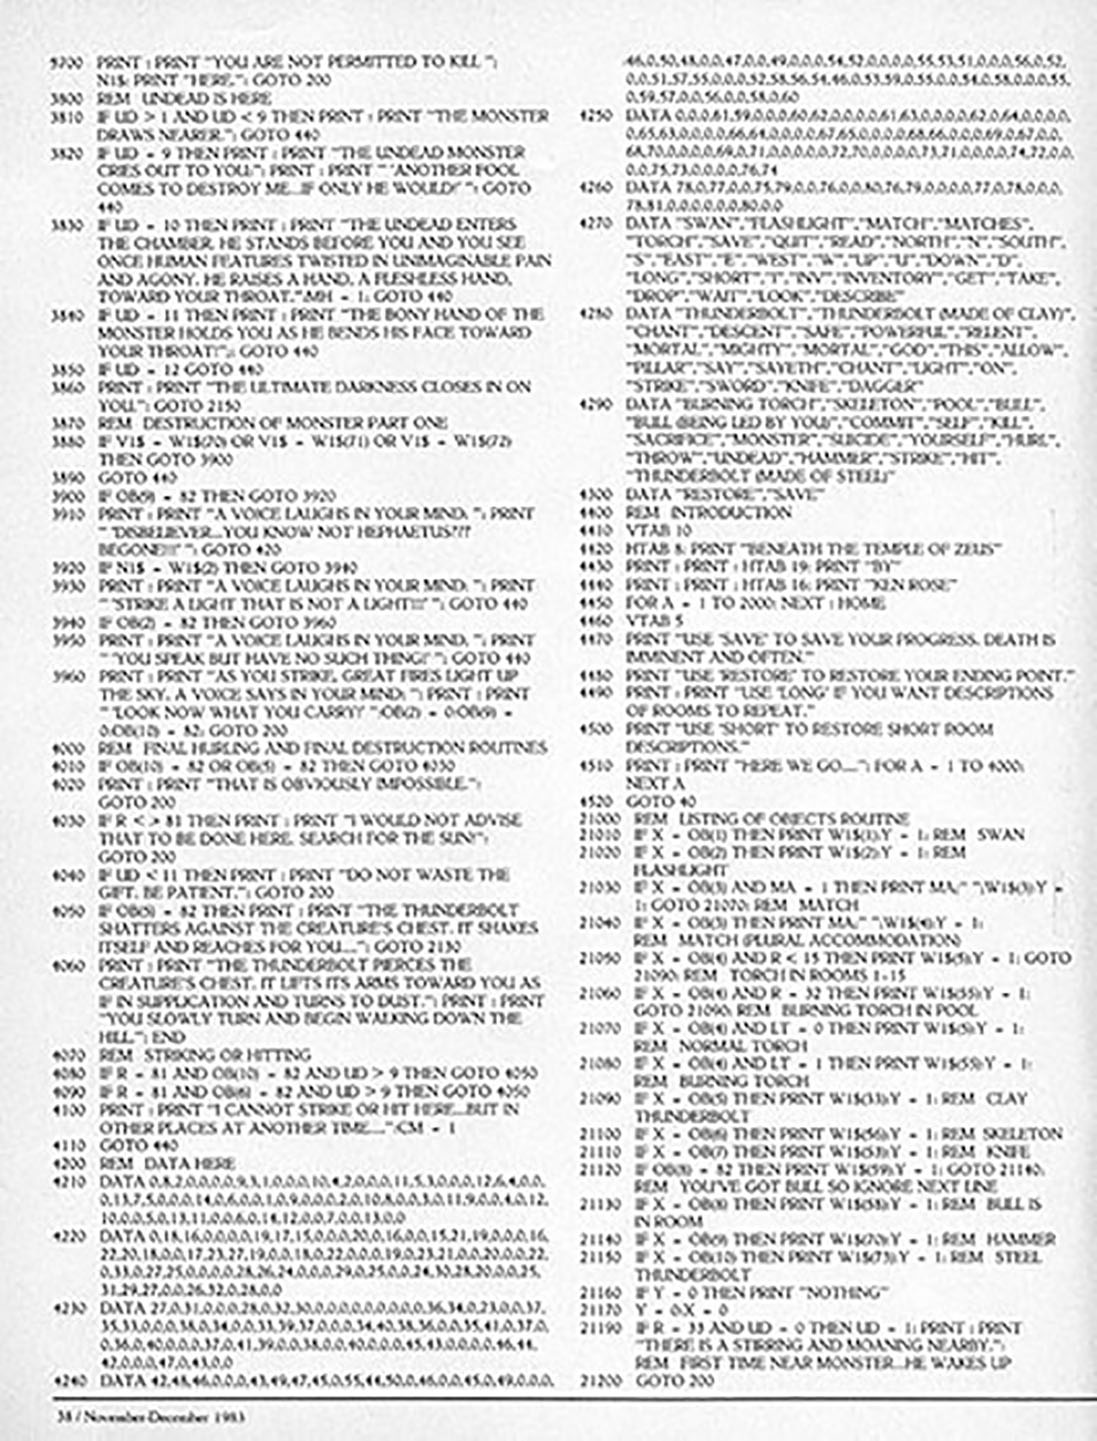 3700 PRINT : PRINT "YOU ARE NOT PERMITTED TO KILL ";
N1$: PRINT "HERE.": GOTO 200
3800 REM UNDEAD IS HERE
3810 IF UD > 1 AND UD < 9 THEN PRINT : PRINT "THE MONSTER
DRAWS NEARER.": GOTO 440
3820 IF UD = 9 THEN PRINT : PRINT "THE UNDEAD MONSTER
CRIES OUT TO YOU:": PRINT : PRINT "'ANOTHER FOOL
COMES TO DESTROY ME...IF ONLY HE WOULD!' ": GOTO
440
3830 IF UD = 10 THEN PRINT : PRINT "THE UNDEAD ENTERS
THE CHAMBER. HE STANDS BEFORE YOU AND YOU SEE
ONCE HUMAN FEATURES TWISTED IN UNIMAGINABLE PAIN
AND AGONY. HE RAISES A HAND, A FLESHLESS HAND,
TOWARD YOUR THROAT.":MH = 1: GOTO 440
3840 IF UD = 11 THEN PRINT : PRINT "THE BONY HAND OF THE
MONSTER HOLDS YOU AS HE BENDS HIS FACE TOWARD
YOUR THROAT!";: GOTO 440
3850 IF UD = 12 GOTO 440
3860 PRINT : PRINT "THE ULTIMATE DARKNESS CLOSES IN ON
YOU.": GOTO 2150
3870 REM DESTRUCTION OF MONSTER PART ONE
3880 IF V1$ = W1$(70) OR V1$ = W1$(71) OR V1$ = W1$(72)
THEN GOTO 3900
3890 GOTO 440
3900 IF OB(9) = 82 THEN GOTO 3920
3910 PRINT : PRINT "A VOICE LAUGHS IN YOUR MIND, ": PRINT
" 'DISBELIEVER...YOU KNOW NOT HEPHAETUS???
BEGONE!!!' ": GOTO 420
3920 IF N1$ = W1$(2) THEN GOTO 3940
3930 PRINT : PRINT "A VOICE LAUGHS IN YOUR MIND, ": PRINT
" 'STRIKE A LIGHT THAT IS NOT A LIGHT!!!' ": GOTO 440
3940 IF OB(2) = 82 THEN GOTO 3960
3950 PRINT : PRINT "A VOICE LAUGHS IN YOUR MIND, ": PRINT
" 'YOU SPEAK BUT HAVE NO SUCH THING!' ": GOTO 440
3960 PRINT : PRINT "AS YOU STRIKE, GREAT FIRES LIGHT UP
THE SKY. A VOICE SAYS IN YOUR MIND: ": PRINT : PRINT
" 'LOOK NOW WHAT YOU CARRY!' ":OB(2) = 0:OB(9) =
0:OB(10) = 82: GOTO 200
4000 REM FINAL HURLING AND FINAL DESTRUCTION ROUTINES
4010 IF OB(10) = 82 OR OB(5) = 82 THEN GOTO 4030
4020 PRINT : PRINT "THAT IS OBVIOUSLY IMPOSSIBLE.":
GOTO 200
4030 IF R < > 81 THEN PRINT : PRINT "I WOULD NOT ADVISE
THAT TO BE DONE HERE. SEARCH FOR THE SUN!":
GOTO 200
4040 IF UD < 11 THEN PRINT : PRINT "DO NOT WASTE THE
GIFT. BE PATIENT.": GOTO 200
4050 IF OB(5) = 82 THEN PRINT : PRINT "THE THUNDERBOLT
SHATTERS AGAINST THE CREATURE'S CHEST. IT SHAKES
ITSELF AND REACHES FOR YOU....": GOTO 2150
4060 PRINT : PRINT "THE THUNDERBOLT PIERCES THE
CREATURE'S CHEST. IT LIFTS ITS ARMS TOWARD YOU AS
IF IN SUPPLICATION AND TURNS TO DUST.": PRINT : PRINT
"YOU SLOWLY TURN AND BEGIN WALKING DOWN THE
HILL.": END
4070 REM STRIKING OR HITTING
4080 IF R = 81 AND OB(10) = 82 AND UD > 9 THEN GOTO 4050
4090 IF R = 81 AND OB(6) = 82 AND UD > 9 THEN GOTO 4050
4100 PRINT : PRINT "I CANNOT STRIKE OR HIT HERE...BUT IN
OTHER PLACES AT ANOTHER TIME....":CM = 1
4110 GOTO 440
4200 REM DATA HERE
4210 DATA 0,8,2,0,0,0,0,9,3,1,0,0,0,10,4,2,0,0,0,11,5,3,0,0,0,12,6,4,0,0,
0,13,7,5,0,0,0,14,0,6,0,0,1,0,9,0,0,0,2,0,10,8,0,0,3,0,11,9,0,0,4,0,12,
10,0,0,5,0,13,11,0,0,6,0,14,12,0,0,7,0,0,13,0,0
4220 DATA 0,18,16,0,0,0,0,19,17,15,0,0,0,20,0,16,0,0,15,21,19,0,0,0,16,
22,20,18,0,0,17,23,27,19,0,0,18,0,22,0,0,0,19,0,23,21,0,0,20,0,0,22,
0,33,0,27,25,0,0,0,0,28,26,24,0,0,0,29,0,25,0,0,24,30,28,20,0,0,25,
31,29,27,0,0,26,32,0,28,0,0
4230 DATA 27,0,31,0,0,0,28,0,32,30,0,0,0,0,0,0,0,0,0,0,36,34,0,23,0,0,37,
35,33,0,0,0,38,0,34,0,0,33,39,37,0,0,0,34,40,38,36,0,0,35,41,0,37,0,
0,36,0,40,0,0,0,37,0,41,39,0,0,38,0,0,40,0,0,0,0,45,43,0,0,0,0,46,44,
42,0,0,0,47,0,43,0,0
4240 DATA 42,48,46,0,0,0,43,49,47,45,0,55,44,50,0,46,0,0,45,0,49,0,0,0,
46,0,50,48,0,0,47,0,0,49,0,0,0,54,52,0,0,0,0,55,53,51,0,0,0,56,0,52,
0,0,51,57,55,0,0,0,52,58,56,54,46,0,53,59,0,55,0,0,54,0,58,0,0,0,55,
0,59,57,0,0,56,0,0,58,0,60
4250 DATA 0,0,0,61,59,0,0,0,60,62,0,0,0,0,61,63,0,0,0,0,62,0,64,0,0,0,
0,65,63,0,0,0,0,66,64,0,0,0,0,67,65,0,0,0,0,68,66,0,0,0,69,0,67,0,0,
68,70,0,0,0,0,69,0,71,0,0,0,0,0,72,70,0,0,0,0,73,71,0,0,0,0,74,72,0,0,
0,0,75,73,0,0,0,0,76,74
4260 DATA 78,0,77,0,0,75,79,0,0,76,0,0,80,76,79,0,0,0,0,77,0,78,0,0,0,
78,81,0,0,0,0,0,0,80,0,0
4270 DATA "SWAN","FLASHLIGHT","MATCH","MATCHES",
"TORCH","SAVE","QUIT","READ","NORTH","N","SOUTH",
"S","EAST","E","WEST","W","UP","U","DOWN","D",
"LONG","SHORT","I","INV","INVENTORY","GET","TAKE",
"DROP","WAIT","LOOK","DESCRIBE"
4280 DATA "THUNDERBOLT","THUNDERBOLT (MADE OF CLAY)",
"CHANT","DESCENT","SAFE","POWERFUL","RELENT",
"MORTAL","MIGHTY","MORTAL","GOD","THIS","ALLOW",
"PILLAR","SAY","SAYETH","CHANT","LIGHT","ON",
"STRIKE","SWORD","KNIFE","DAGGER"
4290 DATA "BURNING TORCH","SKELETON","POOL","BULL",
"BULL (BEING LED BY YOU)","COMMIT","SELF","KILL",
"SACRIFICE","MONSTER","SUICIDE","YOURSELF","HURL",
"THROW","UNDEAD","HAMMER","STRIKE","HIT",
"THUNDERBOLT (MADE OF STEEL)"
4300 DATA "RESTORE","SAVE"
4400 REM INTRODUCTION
4410 VTAB 10
4420 HTAB 8: PRINT "BENEATH THE TEMPLE OF ZEUS"
4430 PRINT : PRINT : HTAB 19: PRINT "BY"
4440 PRINT : PRINT : HTAB 16: PRINT "KEN ROSE"
4450 FOR A = 1 TO 2000: NEXT : HOME
4460 VTAB 5
4470 PRINT "USE 'SAVE' TO SAVE YOUR PROGRESS. DEATH IS
IMMINENT AND OFTEN."
4480 PRINT "USE 'RESTORE' TO RESTORE YOUR ENDING POINT."
4490 PRINT : PRINT "USE 'LONG' IF YOU WANT DESCRIPTIONS
OF ROOMS TO REPEAT."
4500 PRINT "USE 'SHORT' TO RESTORE SHORT ROOM
DESCRIPTIONS."
4510 PRINT : PRINT "HERE WE GO....": FOR A = 1 TO 4000:
NEXT A
4520 GOTO 40
21000 REM LISTING OF OBJECTS ROUTINE
21010 IF X = OB(1) THEN PRINT W1$(1):Y = 1: REM SWAN
21020 IF X = OB(2) THEN PRINT W1$(2):Y = 1: REM
FLASHLIGHT
21030 IF X = OB(3) AND MA = 1 THEN PRINT MA;" ";W1$(3):Y =
1: GOTO 21070: REM MATCH
21040 IF X = OB(3) THEN PRINT MA;" ";W1$(4):Y = 1:
REM MATCH (PLURAL ACCOMMODATION)
21050 IF X = OB(4) AND R < 15 THEN PRINT W1$(5):Y = 1: GOTO
21090: REM TORCH IN ROOMS 1-15
21060 IF X = OB(4) AND R = 32 THEN PRINT W1$(55):Y = 1:
GOTO 21090: REM BURNING TORCH IN POOL
21070 IF X = OB(4) AND LT = 0 THEN PRINT W1$(5):Y = 1:
REM NORMAL TORCH
21080 IF X = OB(4) AND LT = 1 THEN PRINT W1$(55):Y = 1:
REM BURNING TORCH
21090 IF X = OB(5) THEN PRINT W1$(33):Y = 1: REM CLAY
THUNDERBOLT
21100 IF X = OB(6) THEN PRINT W1$(56):Y = 1: REM SKELETON
21110 IF X = OB(7) THEN PRINT W1$(53):Y = 1: REM KNIFE
21120 IF OB(8) = 82 THEN PRINT W1$(59):Y = 1: GOTO 21140:
REM YOU'VE GOT BULL SO IGNORE NEXT LINE
21130 IF X = OB(8) THEN PRINT W1$(58):Y = 1: REM BULL IS
IN ROOM
21140 IF X = OB(9) THEN PRINT W1$(70):Y = 1: REM HAMMER
21150 IF X = OB(10) THEN PRINT W1$(73):Y = 1: REM STEEL
THUNDERBOLT
21160 IF Y = 0 THEN PRINT "NOTHING"
21170 Y = 0:X = 0
21190 IF R = 33 AND UD = 0 THEN UD = 1: PRINT : PRINT
"THERE IS A STIRRING AND MOANING NEARBY.":
REM FIRST TIME NEAR MONSTER...HE WAKES UP
21200 GOTO 200
38 / November-December 1983